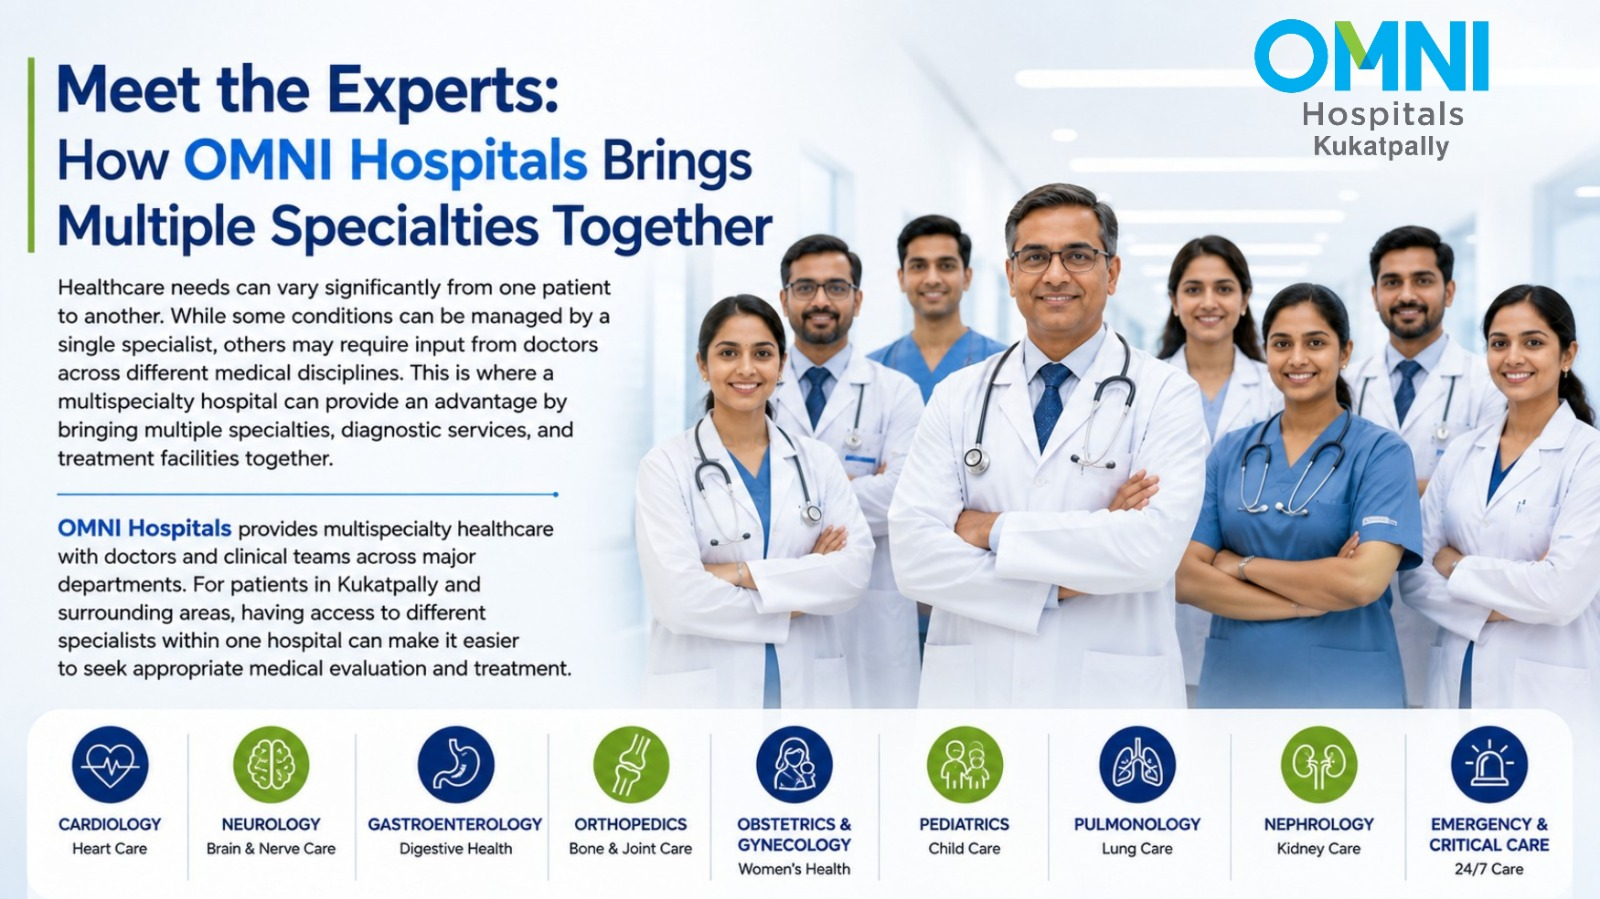 OMNI
Hospitals
Kukatpally
Meet the Experts:
How OMNI Hospitals Brings
Multiple Specialties Together
Healthcare needs can vary significantly from one patient
to another. While some conditions can be managed by a
single specialist, others may require input from doctors
across different medical disciplines. This is where a
multispecialty hospital can provide an advantage by
bringing multiple specialties, diagnostic services, and
treatment facilities together.
OMNI Hospitals provides multispecialty healthcare
with doctors and clinical teams across major
departments. For patients in Kukatpally and
surrounding areas, having access to different
specialists within one hospital can make it easier
to seek appropriate medical evaluation and treatment.
CARDIOLOGY
Heart Care
NEUROLOGY
Brain & Nerve Care
GASTROENTEROLOGY
Digestive Health
ORTHOPEDICS
Bone & Joint Care
OBSTETRICS &
GYNECOLOGY
Women's Health
PEDIATRICS
Child Care
PULMONOLOGY
Lung Care
NEPHROLOGY
Kidney Care
EMERGENCY &
CRITICAL CARE
24/7 Care